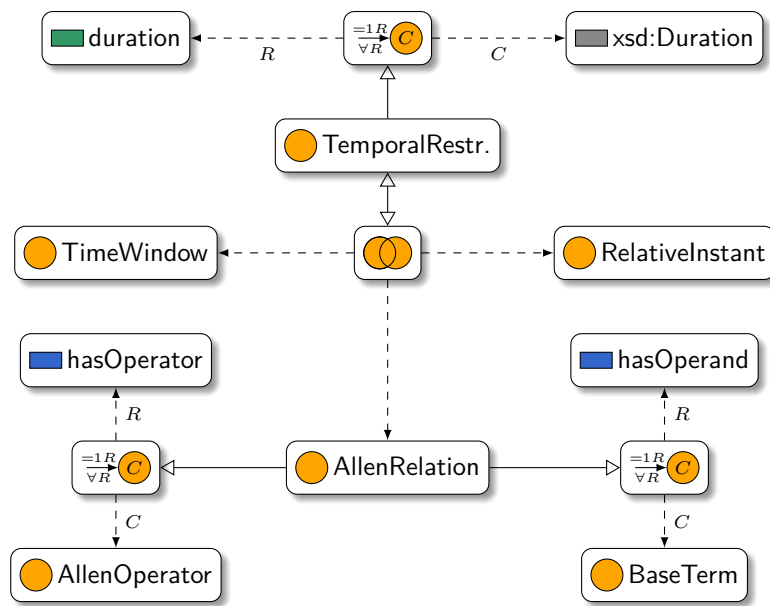 duration
=1R
∀R
C
xsd:Duration
R
C
TemporalRestr.
TimeWindow
RelativeInstant
hasOperator
hasOperand
R
R
=1R
∀R
C
AllenRelation
=1R
∀R
C
C
C
AllenOperator
BaseTerm